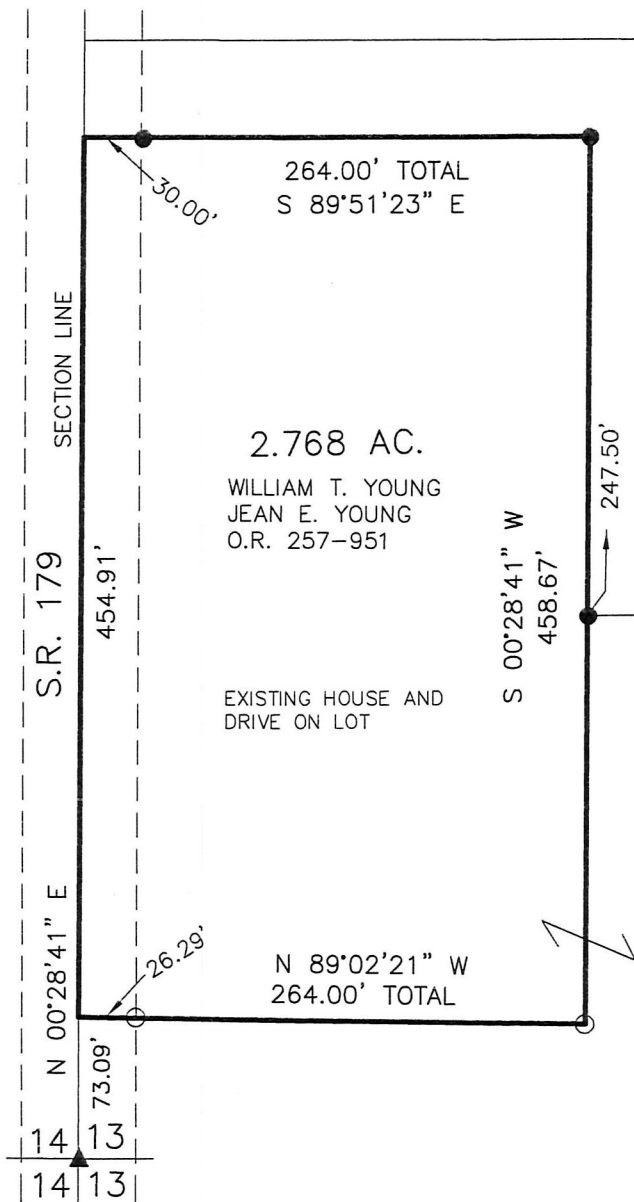 264.00' TOTAL
S 89°51'23" E
30.00'
SECTION LINE
2.768 AC.
WILLIAM T. YOUNG
JEAN E. YOUNG
O.R. 257-951
247.50'
S.R. 179
454.91'
S 00°28'41" W
458.67'
EXISTING HOUSE AND
DRIVE ON LOT
N 00°28'41" E
26.29'
N 89°02'21" W
264.00' TOTAL
73.09'
14 13
14 13